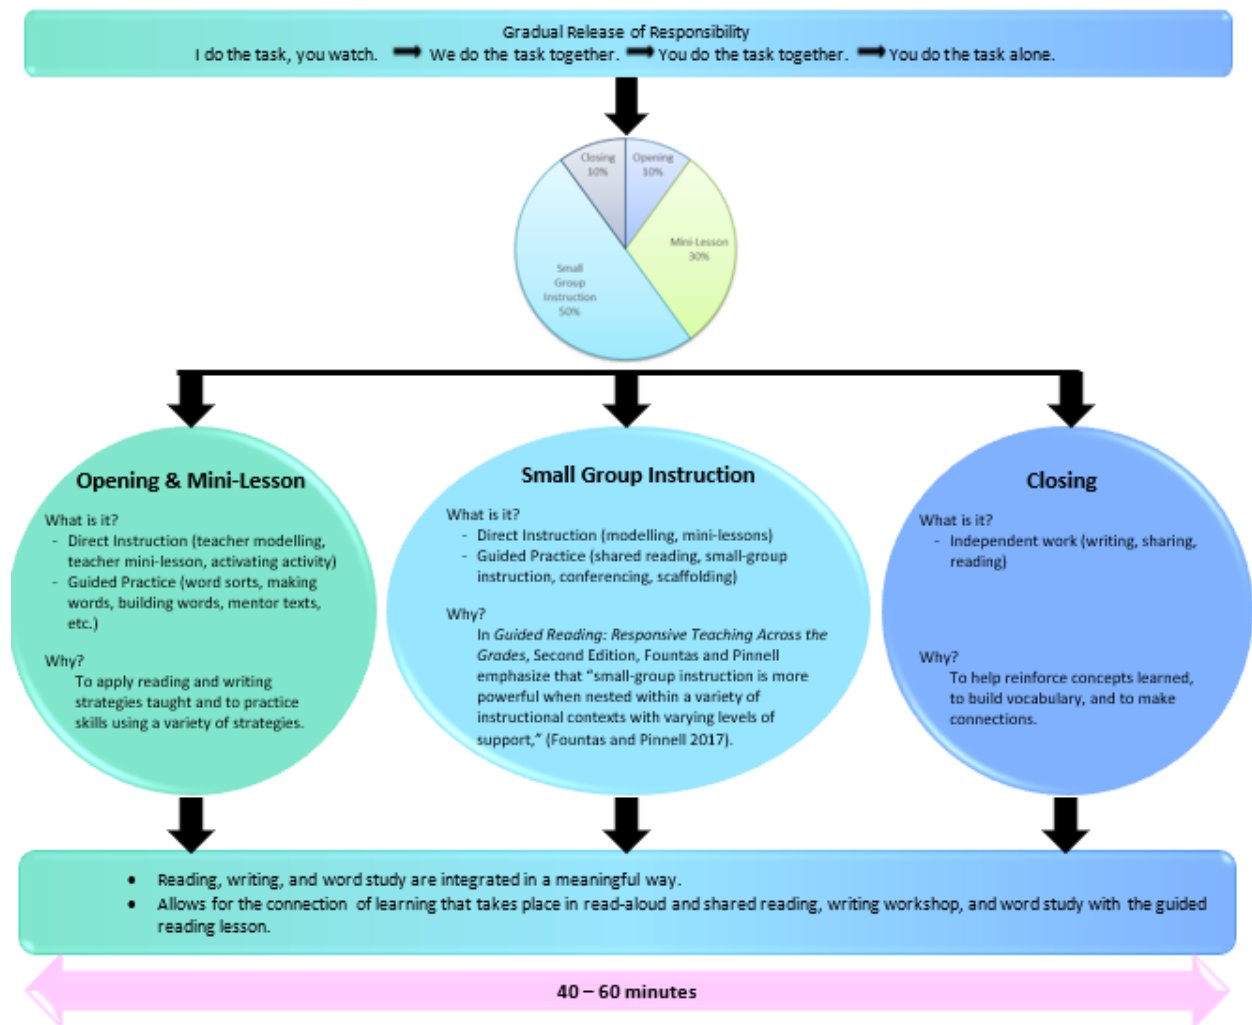 Gradual Release of Responsibility
I do the task, you watch. We do the task together. You do the task together. You do the task alone.
Closing
10%
Opening
10%
Mini-Lesson
30%
Small
Group
Instruction
50%
Opening & Mini-Lesson
What is it?
- Direct Instruction (teacher modelling,
teacher mini-lesson, activating activity)
- Guided Practice (word sorts, making
words, building words, mentor texts,
etc.)
Why?
To apply reading and writing
strategies taught and to practice
skills using a variety of strategies.
Small Group Instruction
What is it?
- Direct Instruction (modelling, mini-lessons)
- Guided Practice (shared reading, small-group
instruction, conferencing, scaffolding)
Why?
In Guided Reading: Responsive Teaching Across the
Grades, Second Edition, Fountas and Pinnell
emphasize that “small-group instruction is more
powerful when nested within a variety of
instructional contexts with varying levels of
support,” (Fountas and Pinnell 2017).
Closing
What is it?
- Independent work (writing, sharing,
reading)
Why?
To help reinforce concepts learned,
to build vocabulary, and to make
connections.
• Reading, writing, and word study are integrated in a meaningful way.
• Allows for the connection of learning that takes place in read-aloud and shared reading, writing workshop, and word study with the guided
reading lesson.
40 – 60 minutes